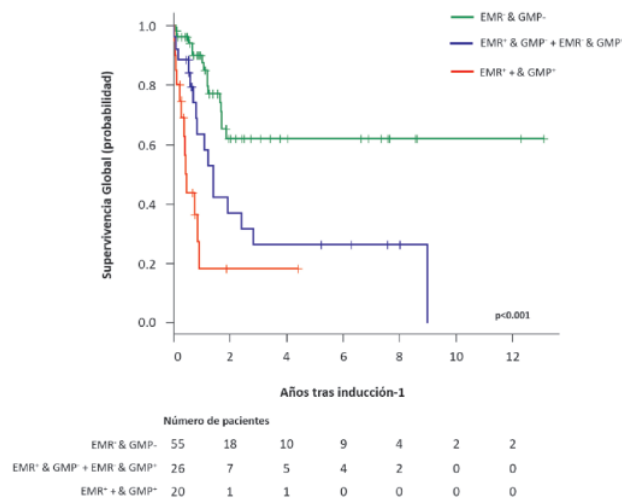 EMR⁻ & GMP-
EMR⁺ & GMP⁻ + EMR⁻ & GMP⁺
EMR⁺ + & GMP⁺
Supervivencia Global (probabilidad)
1.0
0.8
0.6
0.4
0.2
0.0
p<0.001
0 2 4 6 8 10 12
Años tras inducción-1
Número de pacientes
EMR⁻ & GMP- 55 18 10 9 4 2 2
EMR⁺ & GMP⁻ + EMR⁻ & GMP⁺ 26 7 5 4 2 0 0
EMR⁺ + & GMP⁺ 20 1 1 0 0 0 0